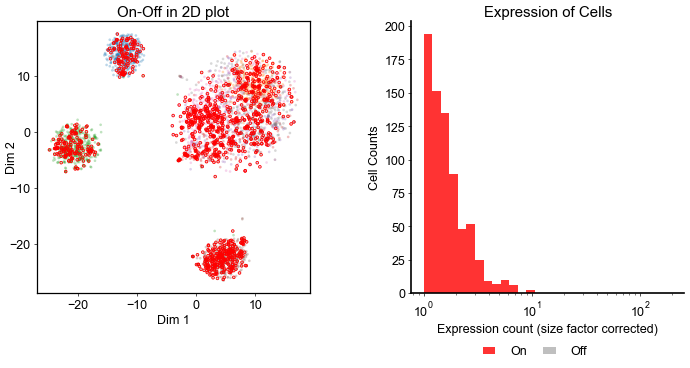 On-Off in 2D plot
Dim 2
10
0
−10
−20
−20
−10
0
10
Dim 1
Expression of Cells
Cell Counts
200
175
150
125
100
75
50
25
0
10^0
10^1
10^2
Expression count (size factor corrected)
On
Off